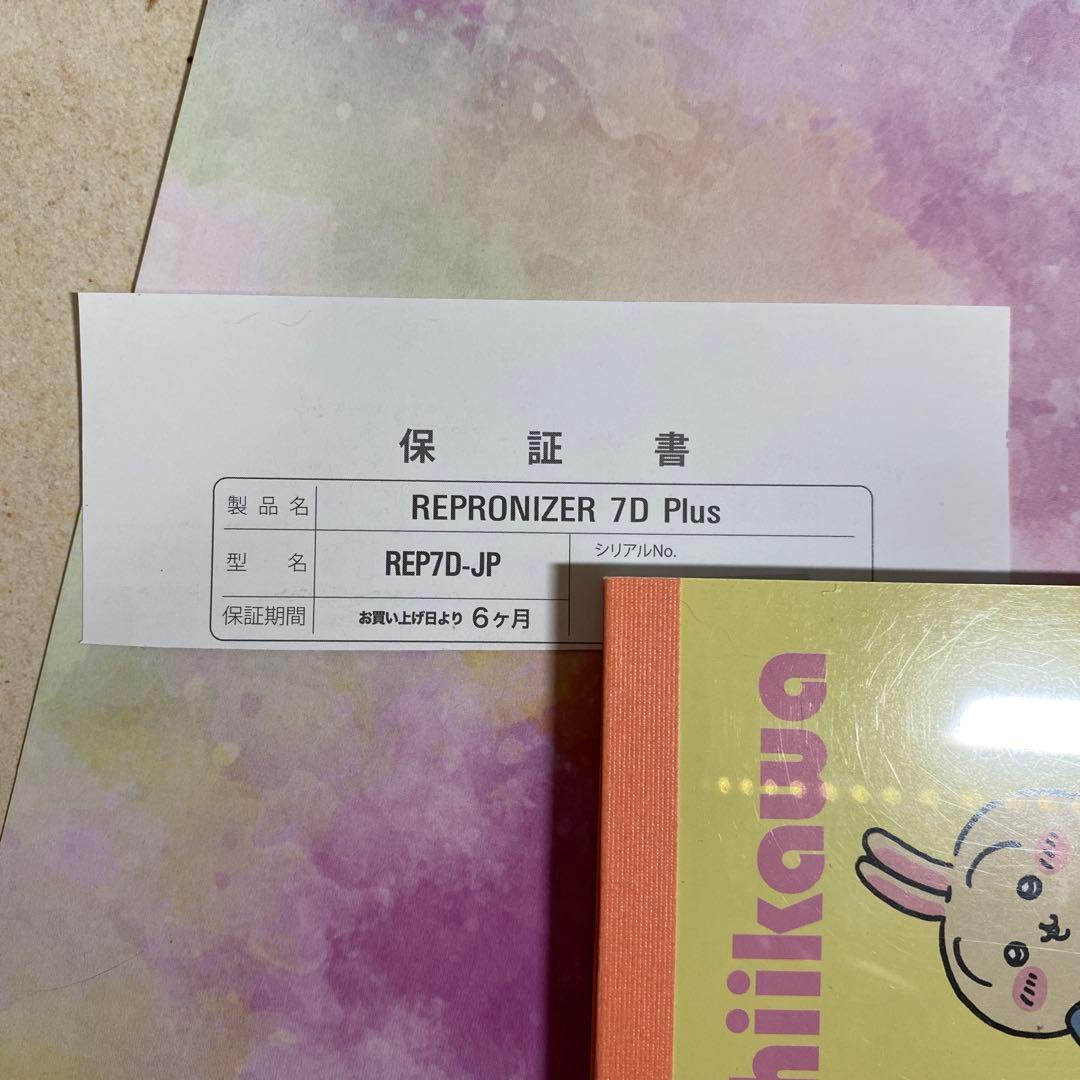 保証書
製品名 REPRONIZER 7D Plus
型名 REP7D-JP シリアルNo.
保証期間 お買い上げ日より 6ヶ月
hiikawa